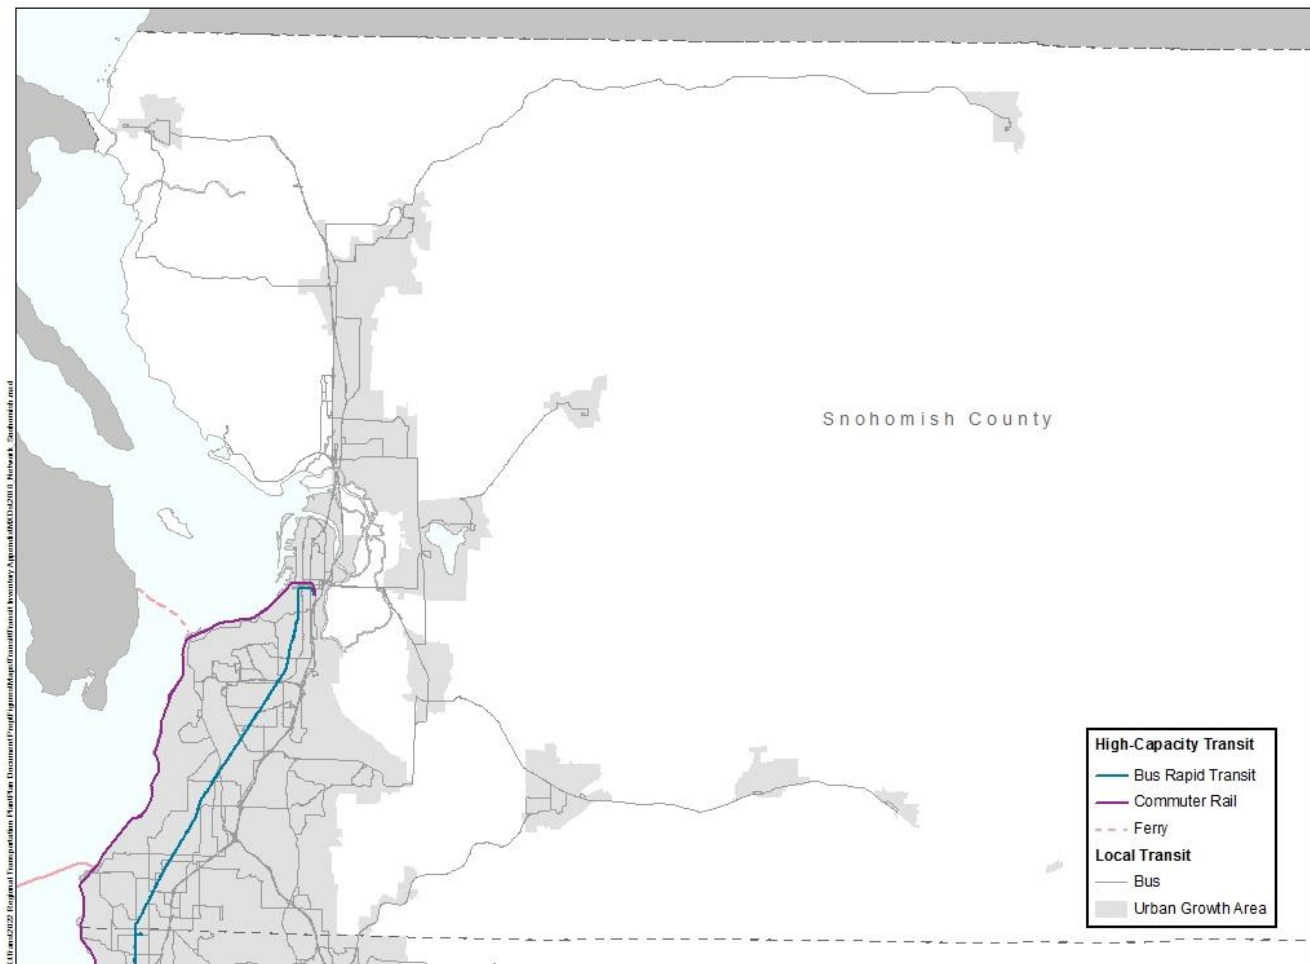 Snohomish County
High-Capacity Transit
Bus Rapid Transit
Commuter Rail
Ferry
Local Transit
Bus
Urban Growth Area